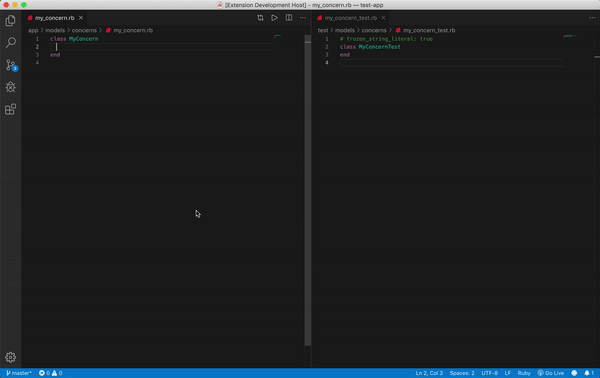 [Extension Development Host] - my_concern.rb — test-app
my_concern.rb
app > models > concerns > my_concern.rb
1 class MyConcern
2
3 end
4
my_concern_test.rb
test > models > concerns > my_concern_test.rb
1 # frozen_string_literal: true
2 class MyConcernTest
3 end
4
master* 0 0 Ln 2, Col 3 Spaces: 2 UTF-8 LF Ruby Go Live 1